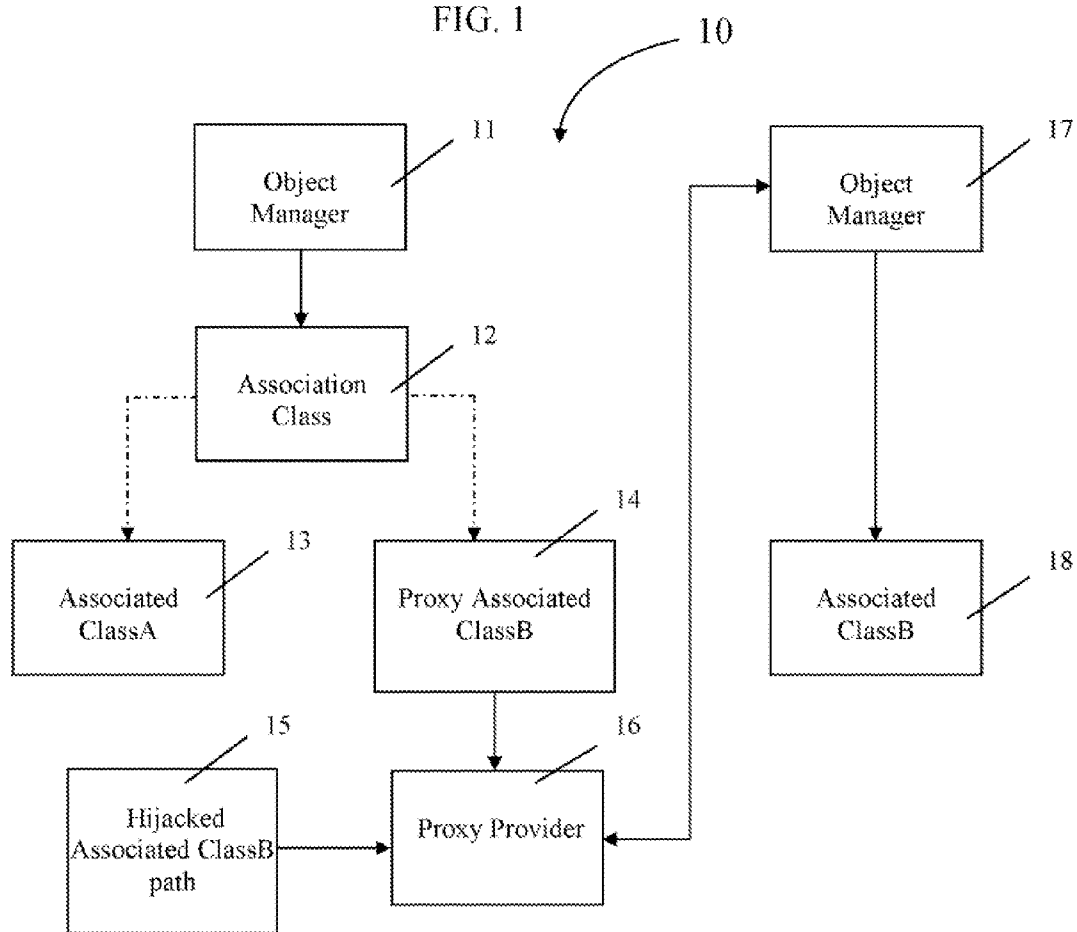 FIG. 1
10
11
Object
Manager
17
Object
Manager
12
Association
Class
13
Associated
ClassA
14
Proxy Associated
ClassB
18
Associated
ClassB
15
Hijacked
Associated ClassB
path
16
Proxy Provider